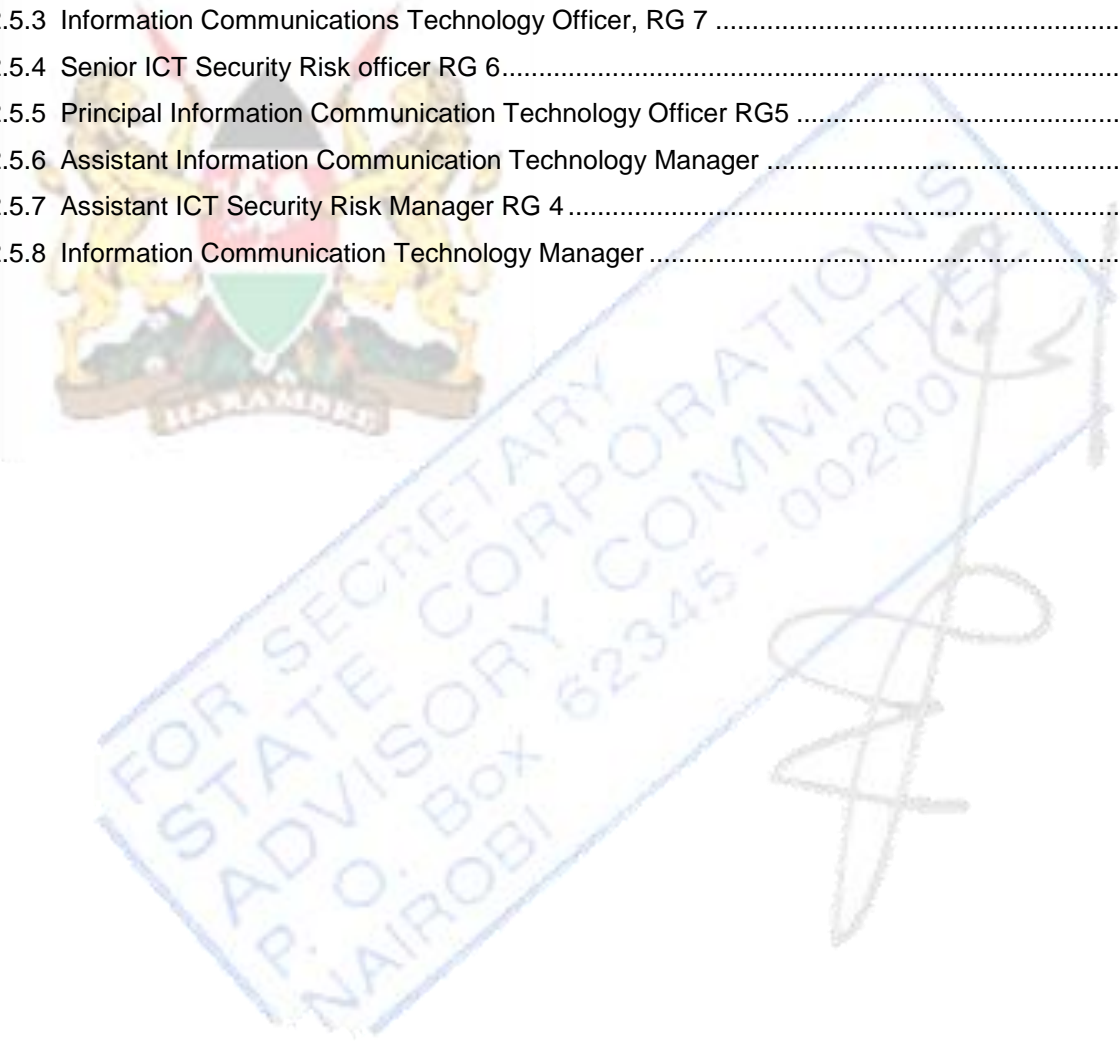 .5.3 Information Communications Technology Officer, RG 7 ....................................................
.5.4 Senior ICT Security Risk officer RG 6....................................................................................
.5.5 Principal Information Communication Technology Officer RG5 ..........................................
.5.6 Assistant Information Communication Technology Manager ..............................................
.5.7 Assistant ICT Security Risk Manager RG 4 .........................................................................
.5.8 Information Communication Technology Manager ..............................................................
HARAMBEE
FOR SECRETARY
STATE CORPORATIONS
ADVISORY COMMITTEE
P. O. Box 62345 - 00200
NAIROBI